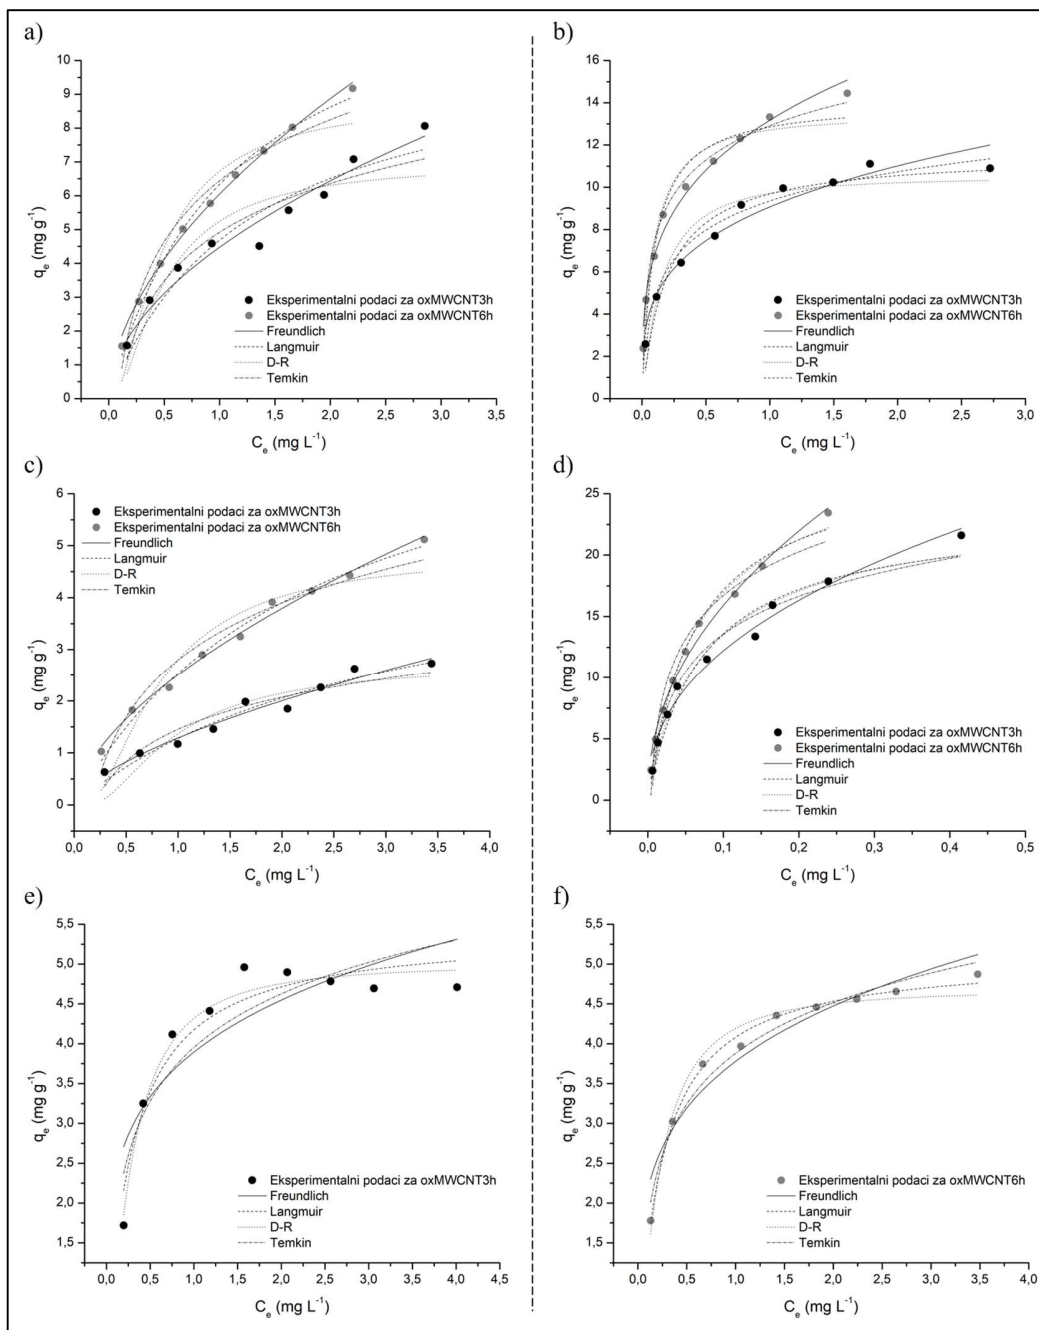 a)
10
9
8
7
6
5
4
3
2
1
0
q_e (mg g⁻¹)
Eksperimentalni podaci za oxMWCNT3h
Eksperimentalni podaci za oxMWCNT6h
Freundlich
Langmuir
D-R
Temkin
0,0 0,5 1,0 1,5 2,0 2,5 3,0 3,5
C_e (mg L⁻¹)
b)
16
14
12
10
8
6
4
2
0
q_e (mg g⁻¹)
Eksperimentalni podaci za oxMWCNT3h
Eksperimentalni podaci za oxMWCNT6h
Freundlich
Langmuir
D-R
Temkin
0,0 0,5 1,0 1,5 2,0 2,5 3,0
C_e (mg L⁻¹)
c)
6
5
4
3
2
1
0
q_e (mg g⁻¹)
Eksperimentalni podaci za oxMWCNT3h
Eksperimentalni podaci za oxMWCNT6h
Freundlich
Langmuir
D-R
Temkin
0,0 0,5 1,0 1,5 2,0 2,5 3,0 3,5 4,0
C_e (mg L⁻¹)
d)
25
20
15
10
5
0
q_e (mg g⁻¹)
Eksperimentalni podaci za oxMWCNT3h
Eksperimentalni podaci za oxMWCNT6h
Freundlich
Langmuir
D-R
Temkin
0,0 0,1 0,2 0,3 0,4 0,5
C_e (mg L⁻¹)
e)
5,5
5,0
4,5
4,0
3,5
3,0
2,5
2,0
1,5
q_e (mg g⁻¹)
Eksperimentalni podaci za oxMWCNT3h
Freundlich
Langmuir
D-R
Temkin
0,0 0,5 1,0 1,5 2,0 2,5 3,0 3,5 4,0 4,5
C_e (mg L⁻¹)
f)
5,5
5,0
4,5
4,0
3,5
3,0
2,5
2,0
1,5
q_e (mg g⁻¹)
Eksperimentalni podaci za oxMWCNT6h
Freundlich
Langmuir
D-R
Temkin
0,0 0,5 1,0 1,5 2,0 2,5 3,0 3,5 4,0
C_e (mg L⁻¹)